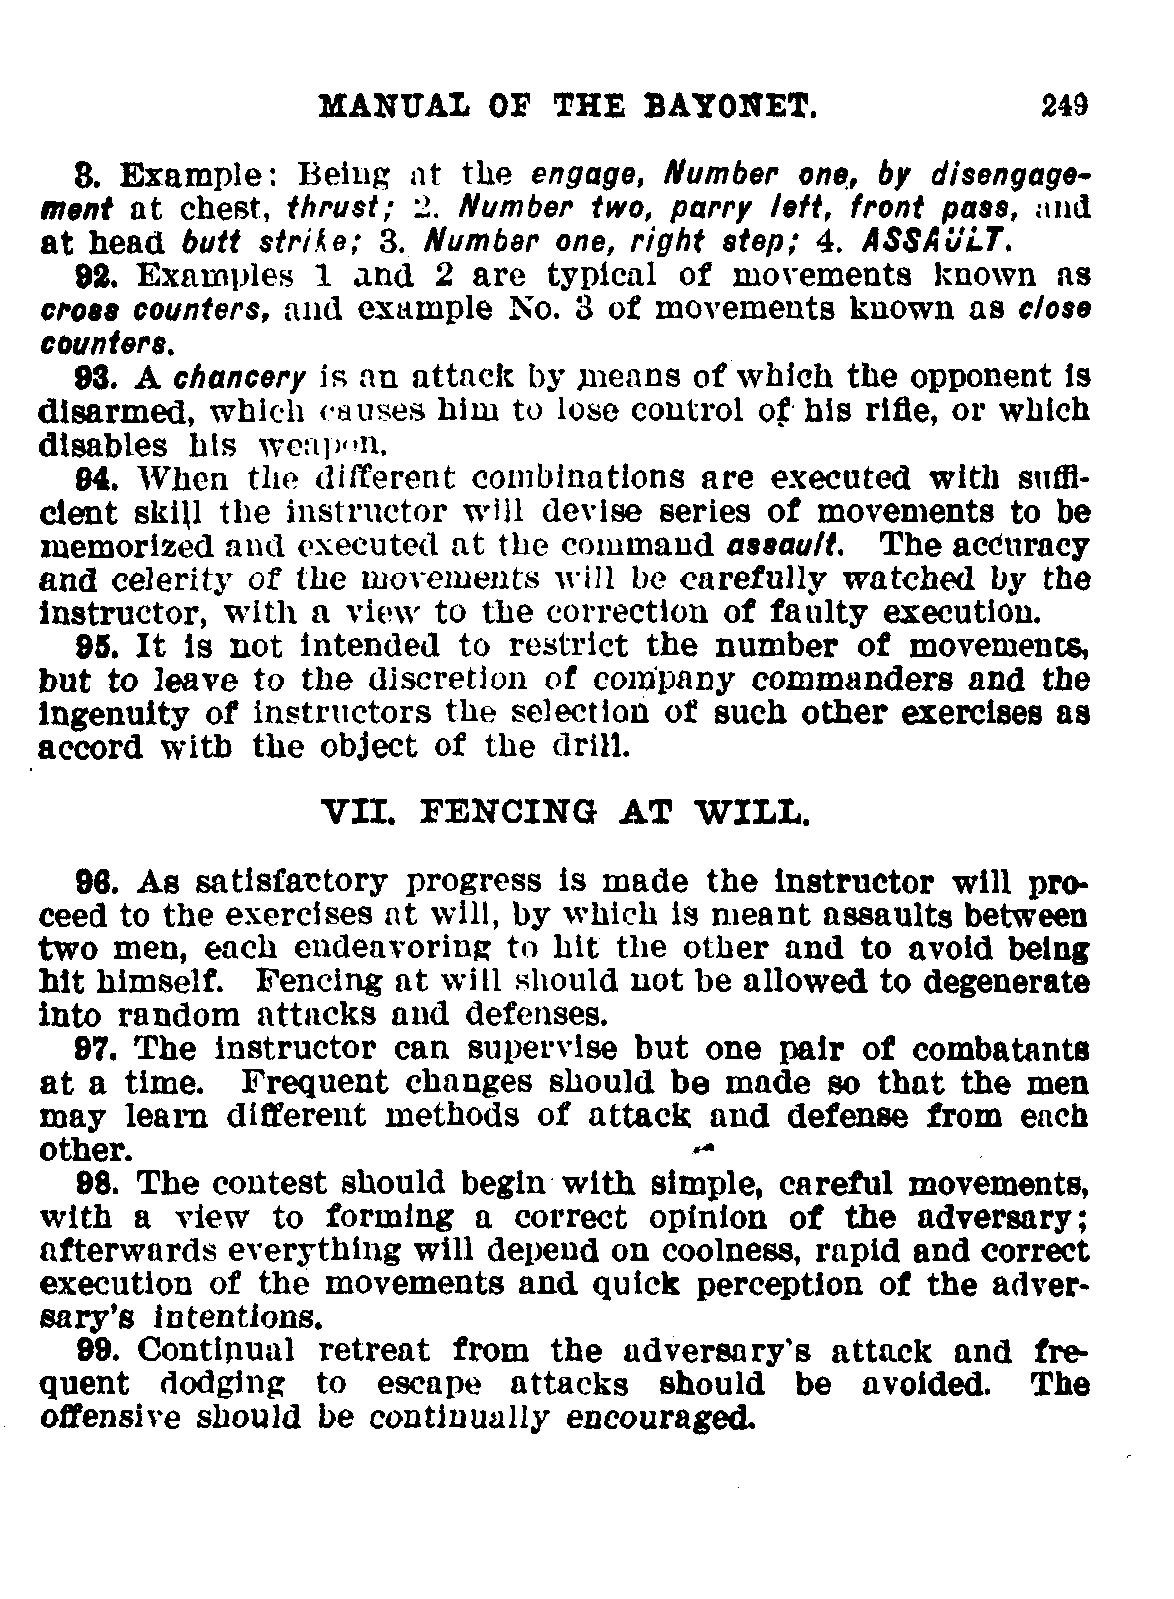 MANUAL OF THE BAYONET. 249
3. Example: Being at the engage, Number one, by disengage-
ment at chest, thrust; 2. Number two, parry left, front pass, and
at head butt strike; 3. Number one, right step; 4. ASSAULT.
92. Examples 1 and 2 are typical of movements known as
cross counters, and example No. 3 of movements known as close
counters.
93. A chancery is an attack by means of which the opponent is
disarmed, which causes him to lose control of his rifle, or which
disables his weapon.
94. When the different combinations are executed with suffi-
cient skill the instructor will devise series of movements to be
memorized and executed at the command assault. The accuracy
and celerity of the movements will be carefully watched by the
instructor, with a view to the correction of faulty execution.
95. It is not intended to restrict the number of movements,
but to leave to the discretion of company commanders and the
ingenuity of instructors the selection of such other exercises as
accord with the object of the drill.
VII. FENCING AT WILL.
96. As satisfactory progress is made the instructor will pro-
ceed to the exercises at will, by which is meant assaults between
two men, each endeavoring to hit the other and to avoid being
hit himself. Fencing at will should not be allowed to degenerate
into random attacks and defenses.
97. The instructor can supervise but one pair of combatants
at a time. Frequent changes should be made so that the men
may learn different methods of attack and defense from each
other.
98. The contest should begin with simple, careful movements,
with a view to forming a correct opinion of the adversary;
afterwards everything will depend on coolness, rapid and correct
execution of the movements and quick perception of the adver-
sary's intentions.
99. Continual retreat from the adversary's attack and fre-
quent dodging to escape attacks should be avoided. The
offensive should be continually encouraged.